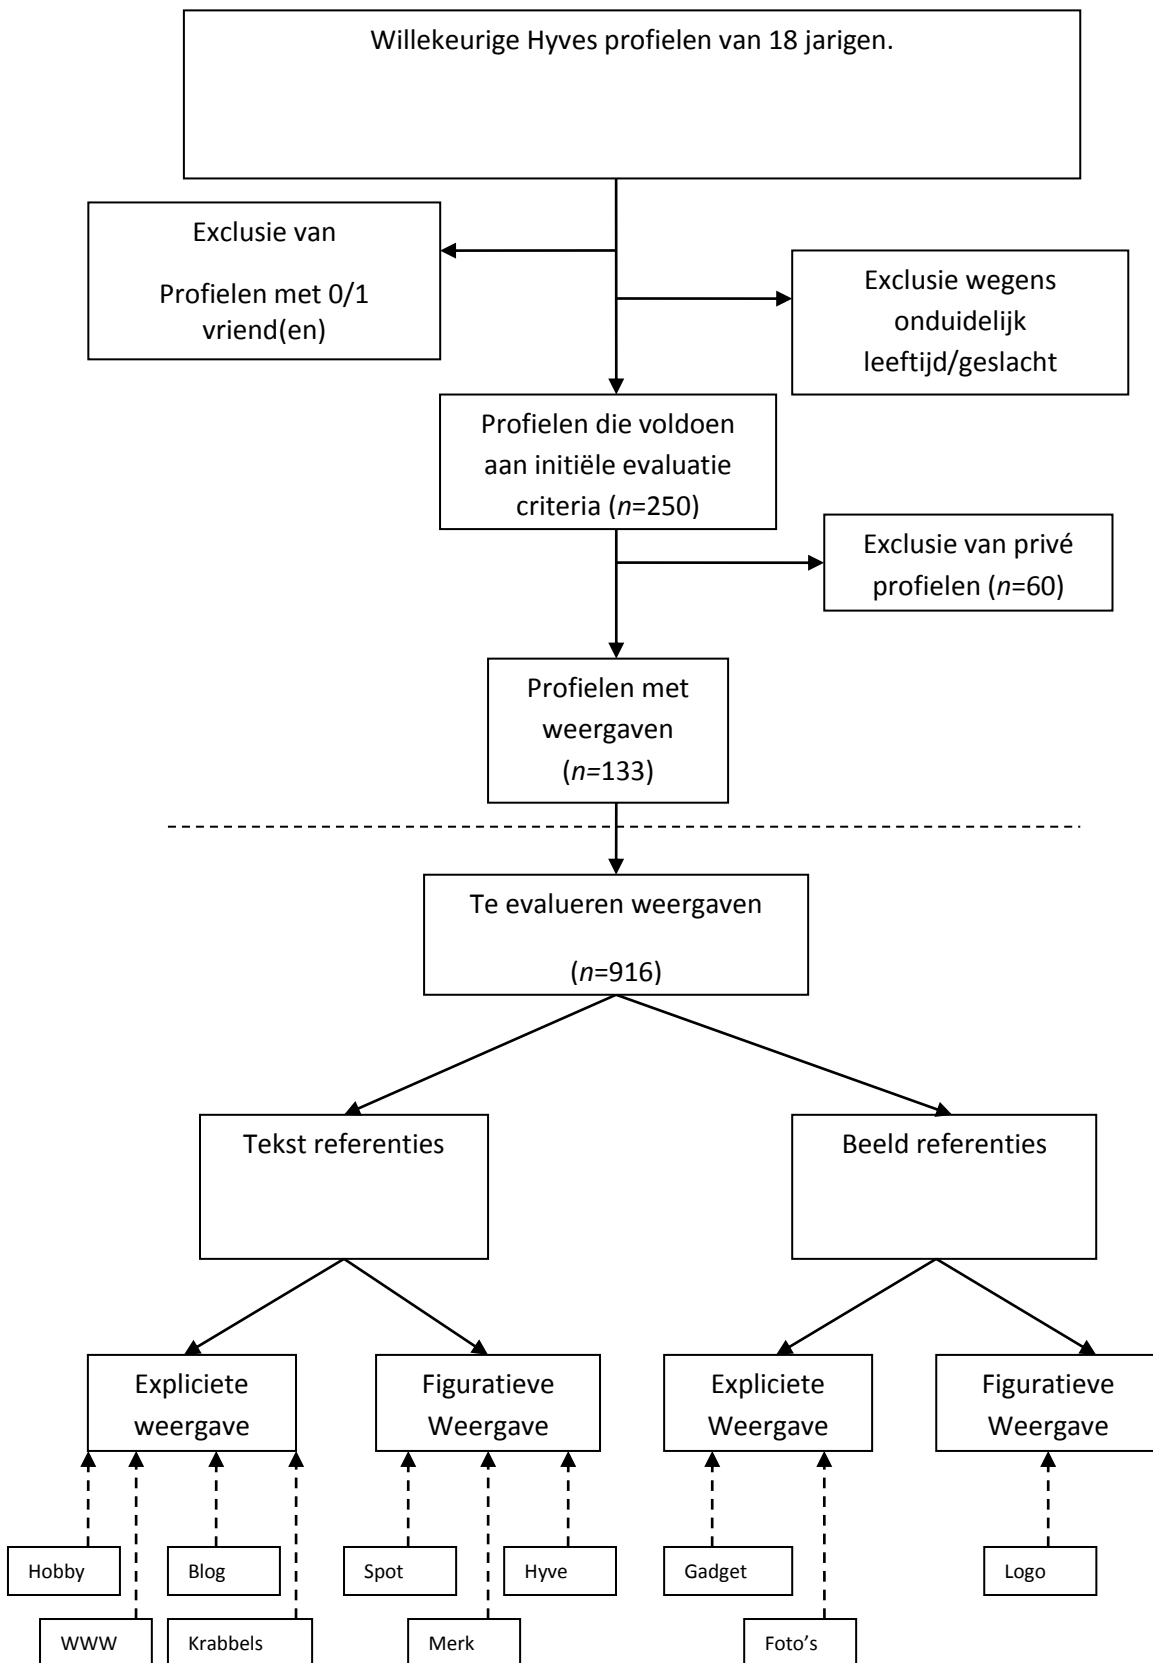 Willekeurige Hyves profielen van 18 jarigen.
Exclusie van
Profielen met 0/1
vriend(en)
Exclusie wegens
onduidelijk
leeftijd/geslacht
Profielen die voldoen
aan initiële evaluatie
criteria (n=250)
Exclusie van privé
profielen (n=60)
Profielen met
weergaven
(n=133)
Te evalueren weergaven
(n=916)
Tekst referenties
Beeld referenties
Expliciete
weergave
Figuratieve
Weergave
Expliciete
Weergave
Figuratieve
Weergave
Hobby
Blog
Spot
Hyve
Gadget
Logo
WWW
Krabbels
Merk
Foto’s